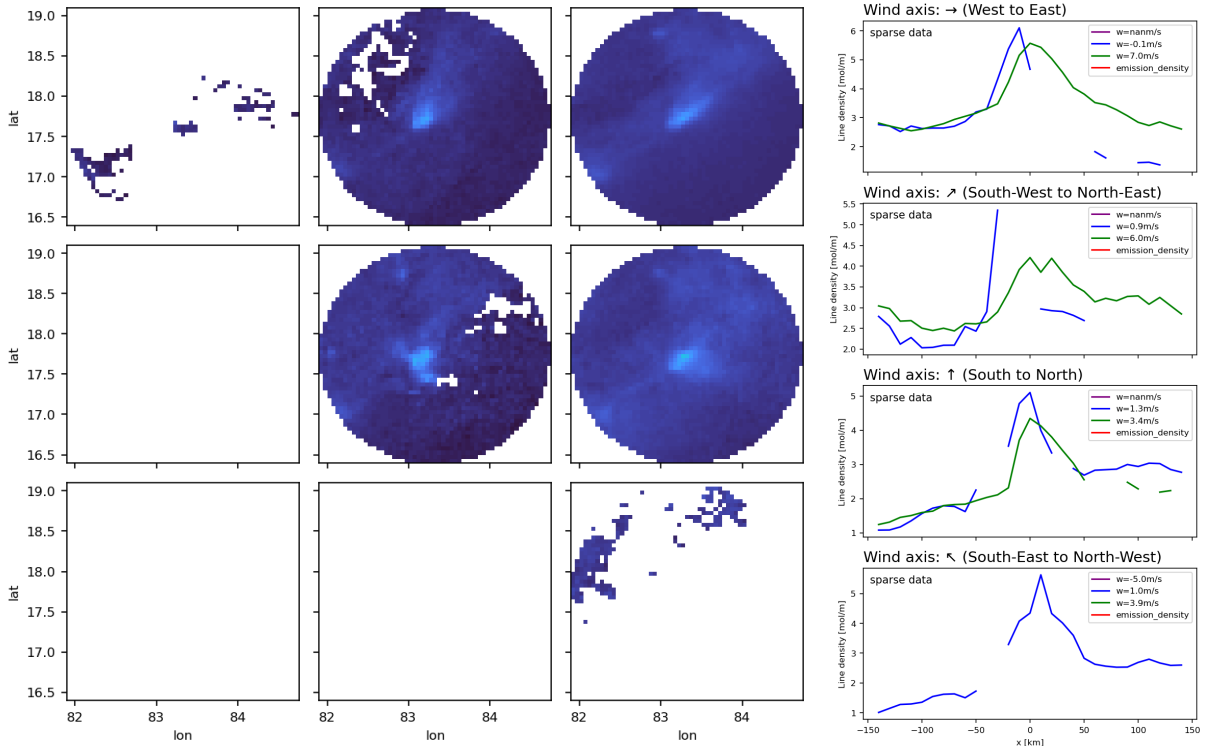 19.0
18.5
18.0
17.5
17.0
16.5
lat
19.0
18.5
18.0
17.5
17.0
16.5
lat
19.0
18.5
18.0
17.5
17.0
16.5
lat
82 83 84
lon
82 83 84
lon
82 83 84
lon
Wind axis: → (West to East)
sparse data
w=nanm/s
w=-0.1m/s
w=7.0m/s
emission_density
Line density [mol/m]
6
5
4
3
2
Wind axis: ↗ (South-West to North-East)
sparse data
w=nanm/s
w=0.9m/s
w=6.0m/s
emission_density
Line density [mol/m]
5.5
5.0
4.5
4.0
3.5
3.0
2.5
2.0
Wind axis: ↑ (South to North)
sparse data
w=nanm/s
w=1.3m/s
w=3.4m/s
emission_density
Line density [mol/m]
5
4
3
2
1
Wind axis: ↖ (South-East to North-West)
sparse data
w=-5.0m/s
w=1.0m/s
w=3.9m/s
emission_density
Line density [mol/m]
5
4
3
2
1
−150 −100 −50 0 50 100 150
x [km]